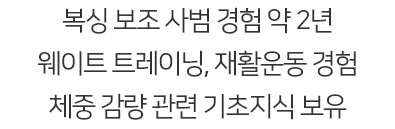 복싱 보조 사범 경험 약 2년
웨이트 트레이닝, 재활운동 경험
체중 감량 관련 기초지식 보유